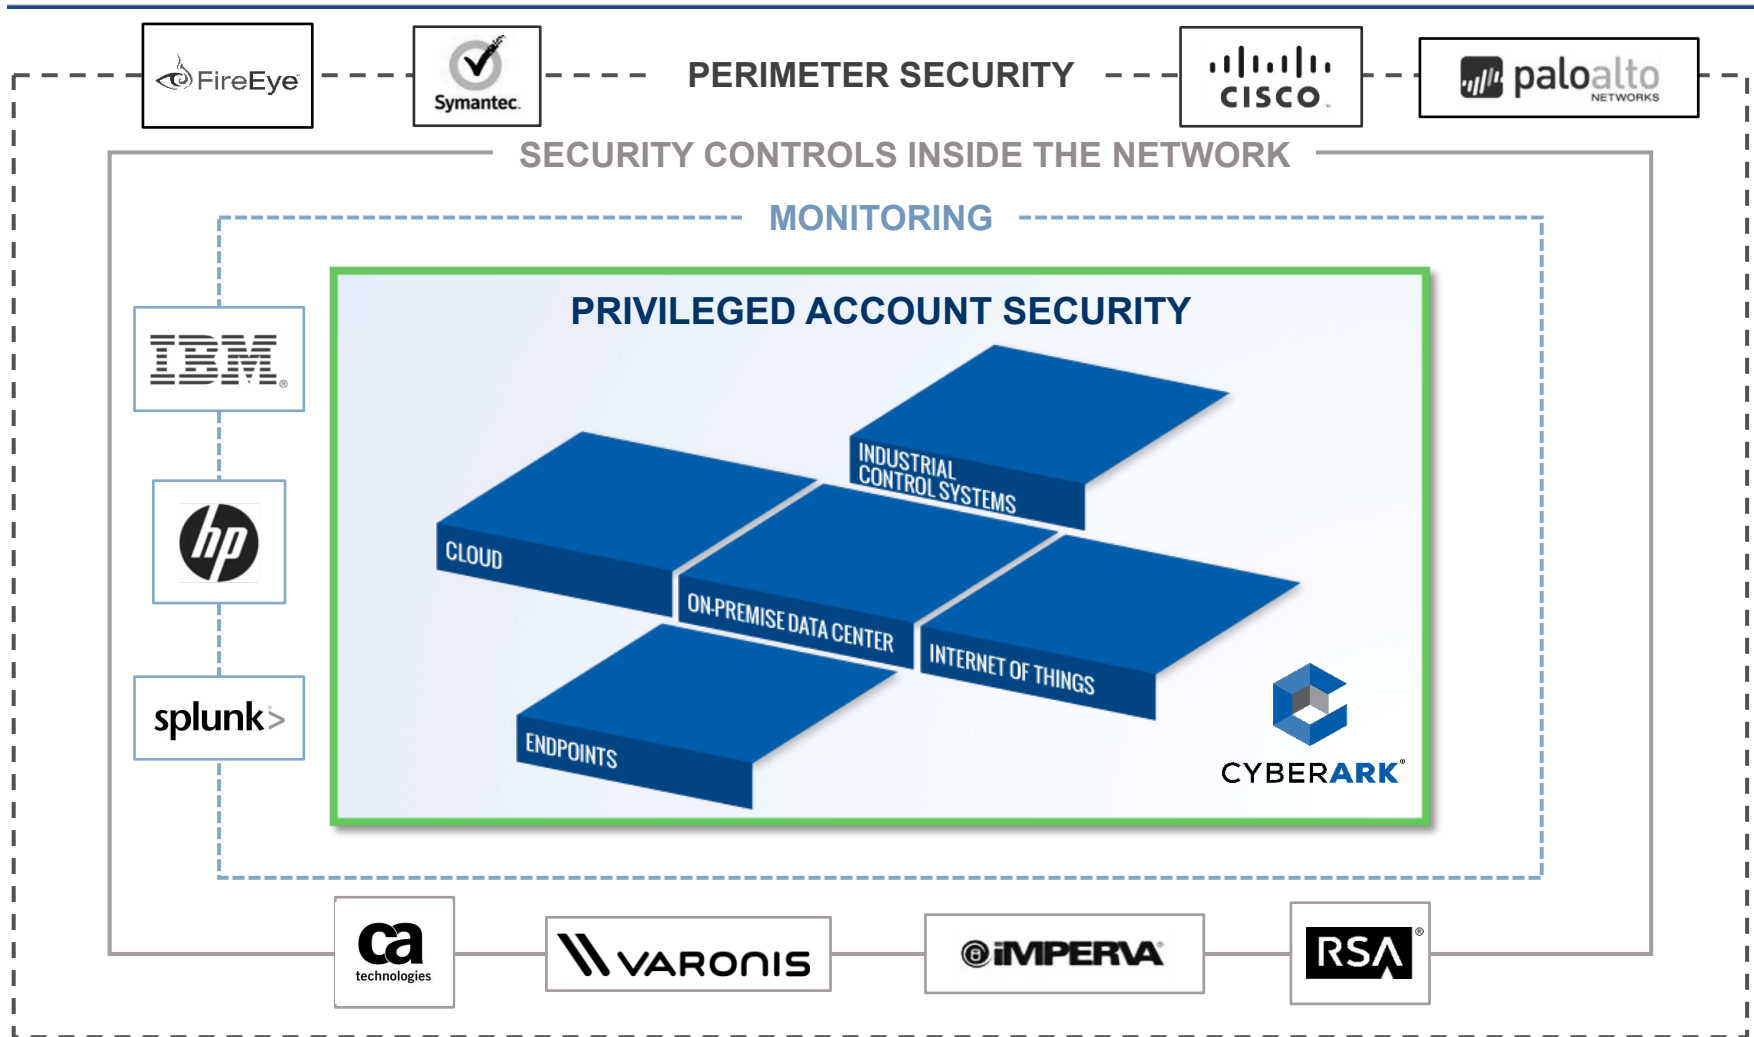 FireEye
Symantec.
PERIMETER SECURITY
CISCO
paloalto
NETWORKS
SECURITY CONTROLS INSIDE THE NETWORK
MONITORING
PRIVILEGED ACCOUNT SECURITY
IBM®
INDUSTRIAL
CONTROL SYSTEMS
hp
CLOUD
ON-PREMISE DATA CENTER
INTERNET OF THINGS
splunk>
ENDPOINTS
CYBERARK®
ca
technologies
VARONIS
iMPERVA®
RSA®